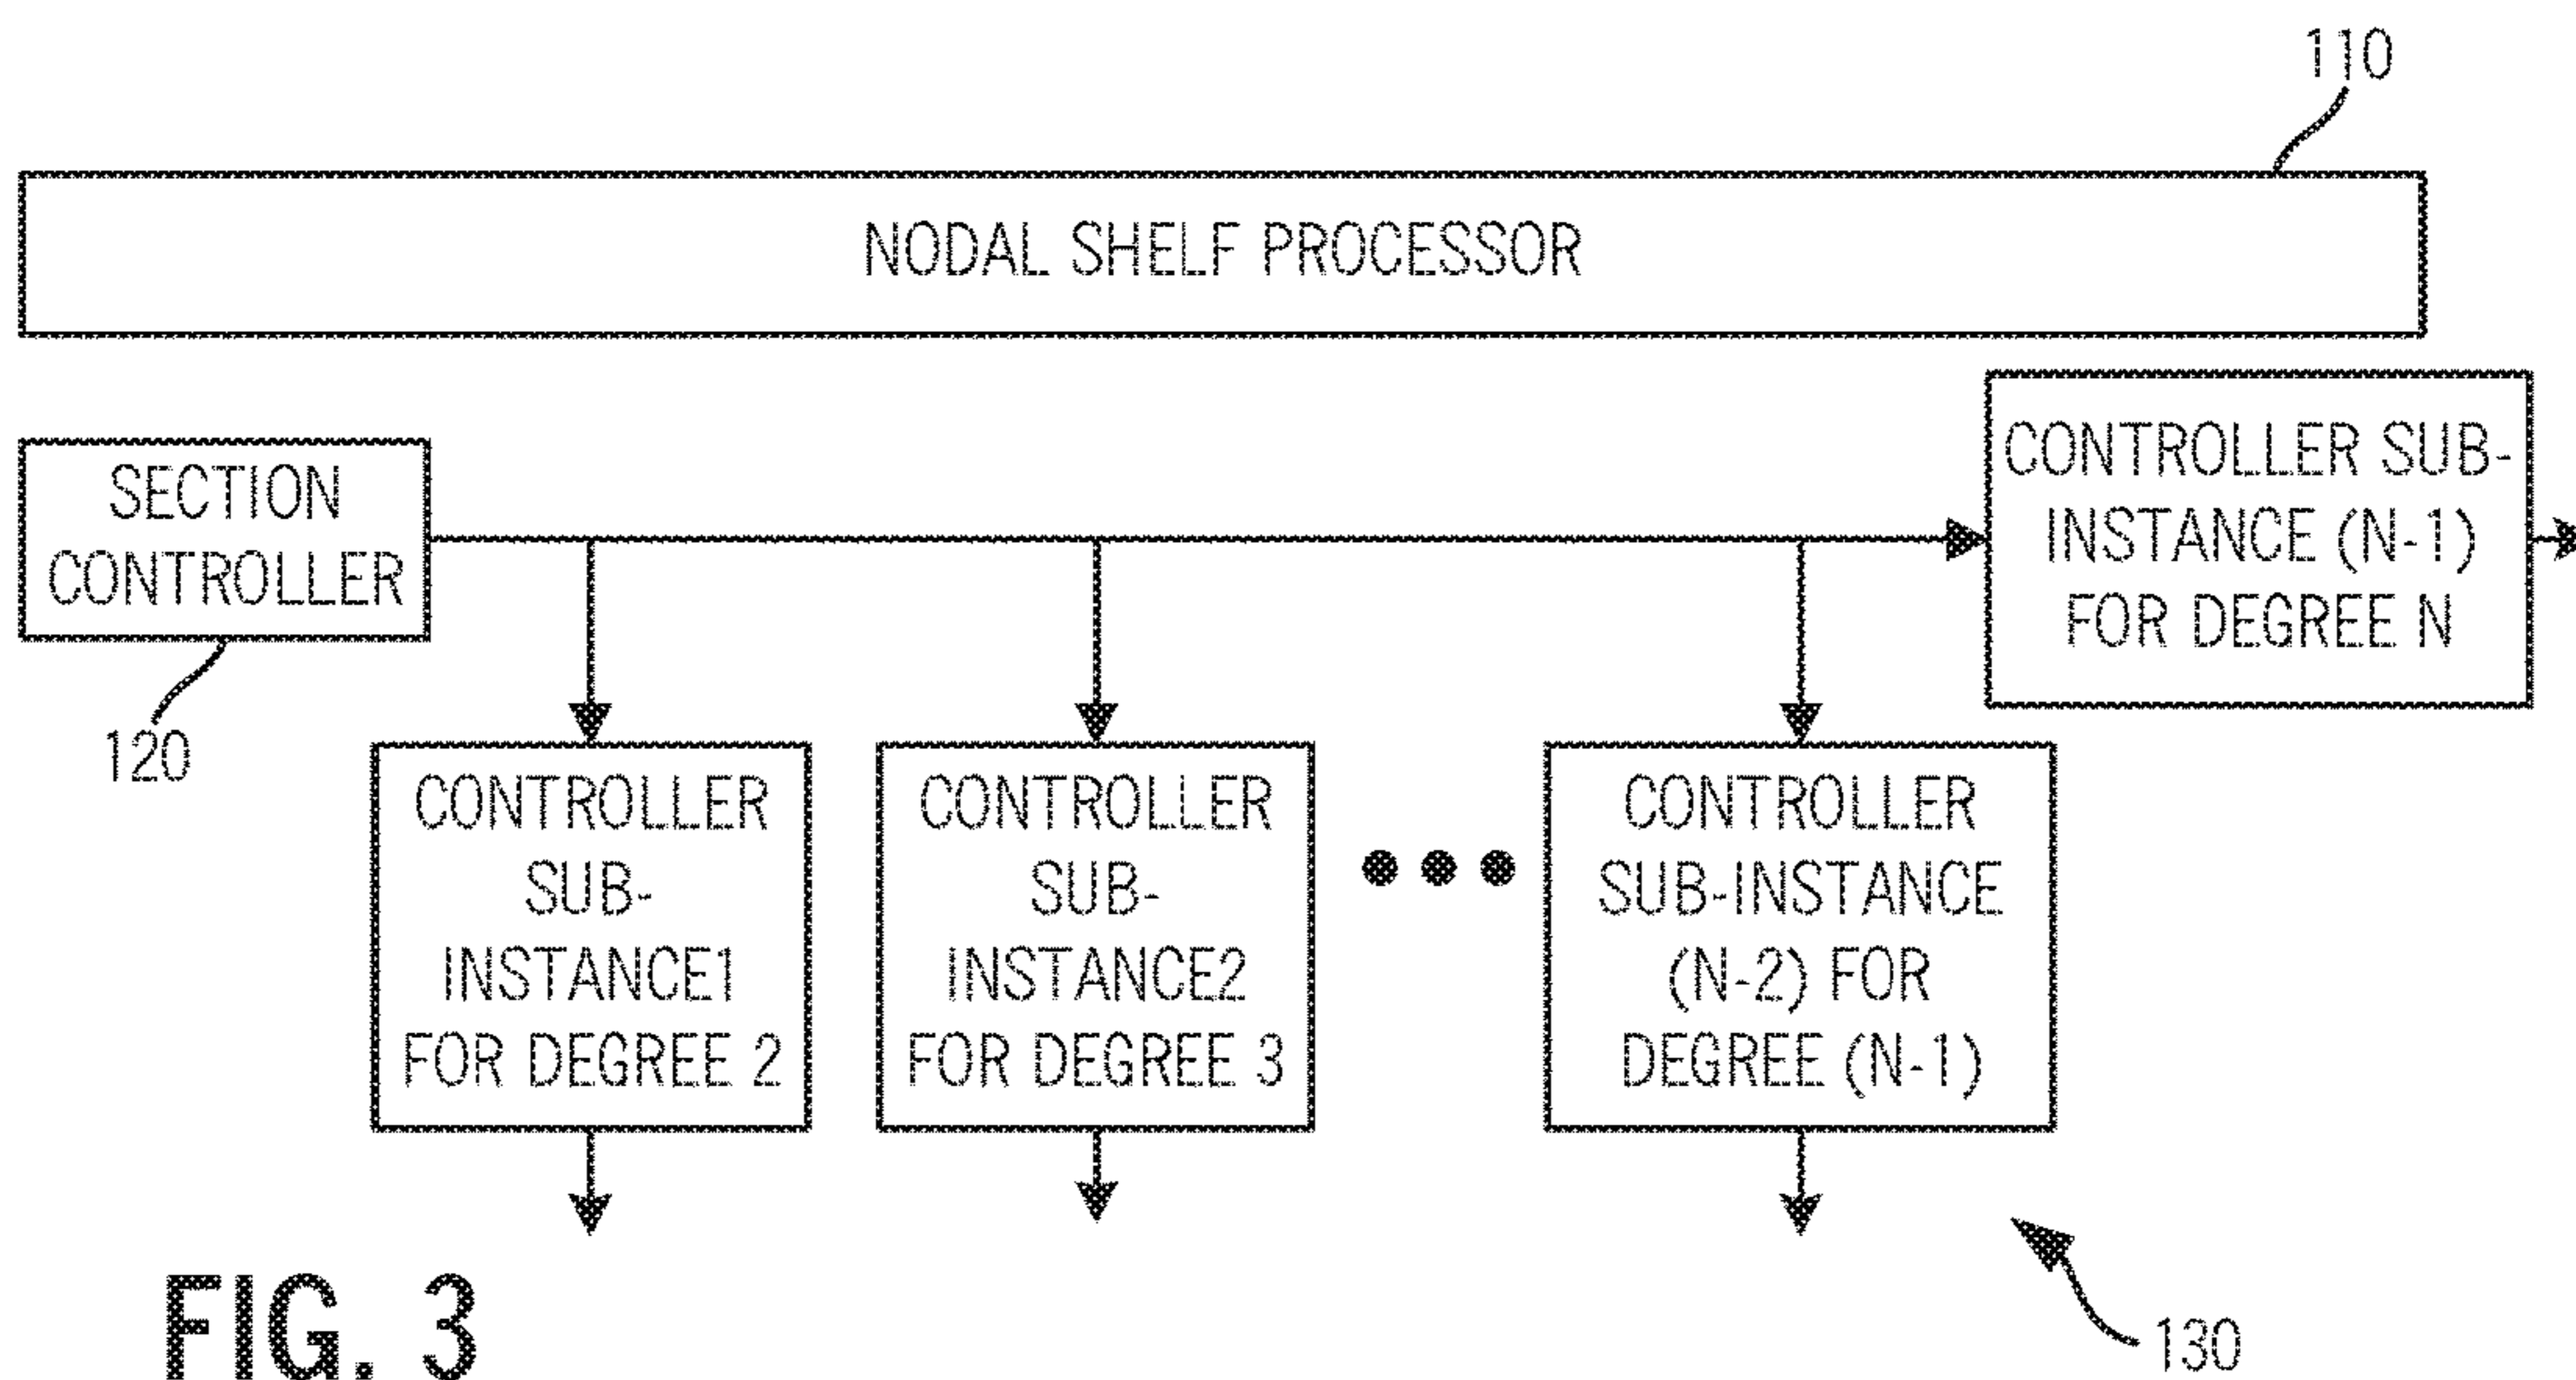 110
NODAL SHELF PROCESSOR
SECTION
CONTROLLER
120
CONTROLLER SUB-
INSTANCE (N-1)
FOR DEGREE N
CONTROLLER
SUB-
INSTANCE1
FOR DEGREE 2
CONTROLLER
SUB-
INSTANCE2
FOR DEGREE 3
CONTROLLER
SUB-INSTANCE
(N-2) FOR
DEGREE (N-1)
130
FIG. 3